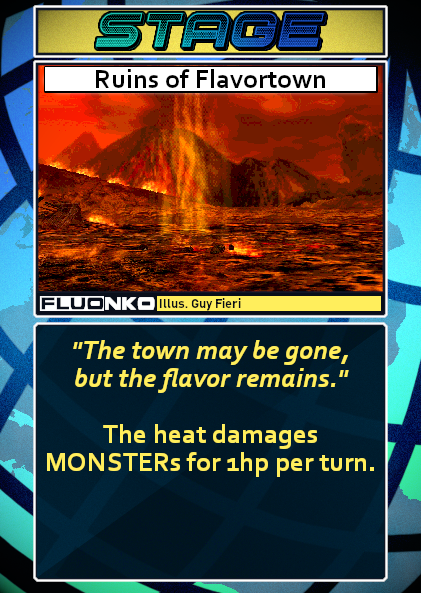 STAGE
Ruins of Flavortown
FLUONKO Illus. Guy Fieri
"The town may be gone,
but the flavor remains."
The heat damages
MONSTERs for 1hp per turn.